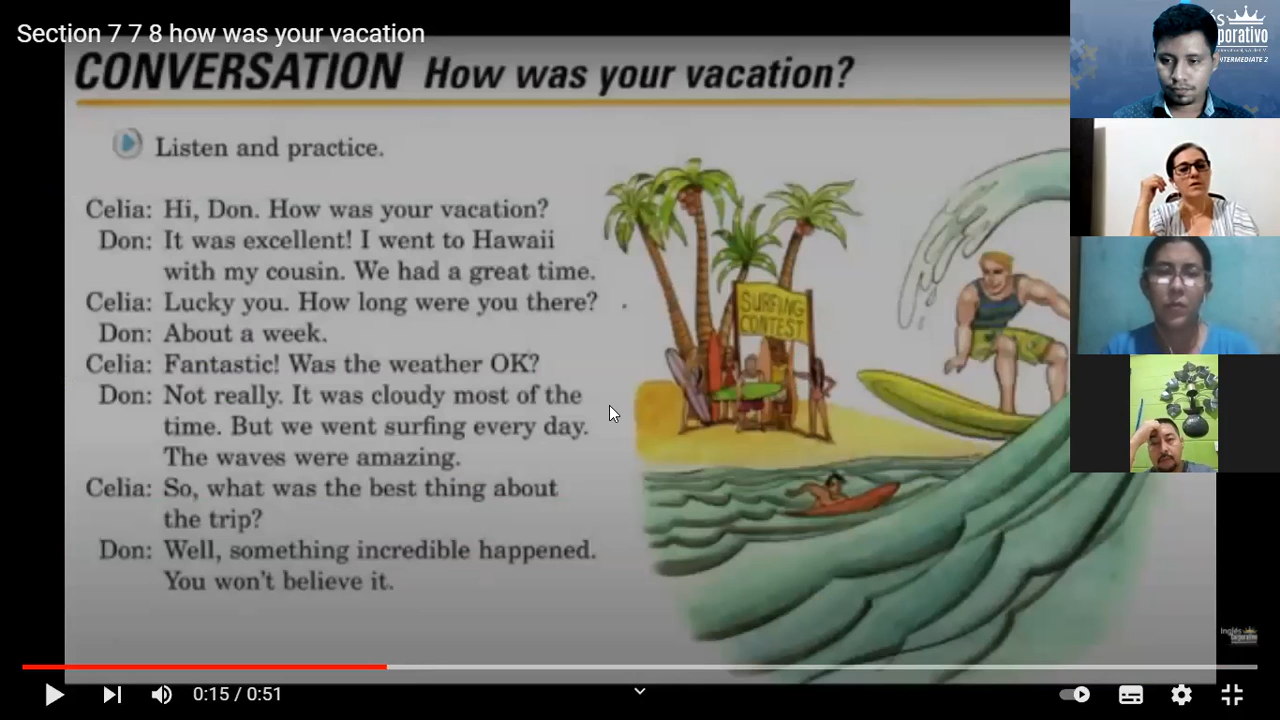 Section 7 7 8 how was your vacation
CONVERSATION How was your vacation?
Listen and practice.
Celia: Hi, Don. How was your vacation?
Don: It was excellent! I went to Hawaii
with my cousin. We had a great time.
Celia: Lucky you. How long were you there?
Don: About a week.
Celia: Fantastic! Was the weather OK?
Don: Not really. It was cloudy most of the
time. But we went surfing every day.
The waves were amazing.
Celia: So, what was the best thing about
the trip?
Don: Well, something incredible happened.
You won't believe it.
SURFING
CONTEST
0:15 / 0:51
Inglés
Corporativo